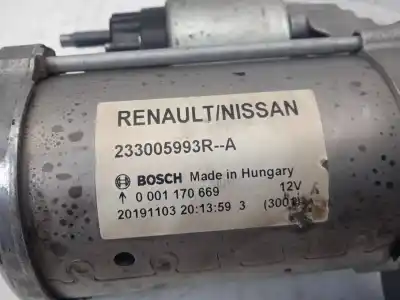 RENAULT/NISSAN
233005993R--A
BOSCH Made in Hungary
↑ 0 001 170 669 12V
20191103 20:13:59 3